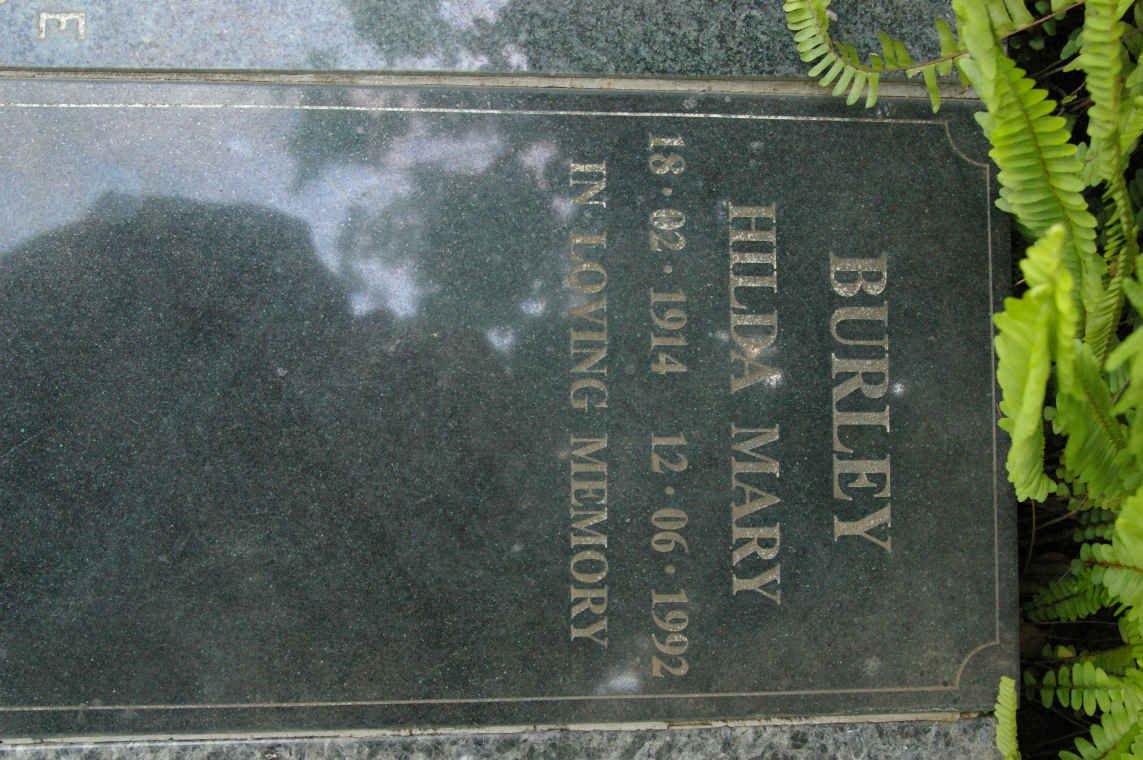 BURLEY
HILDA MARY
18·02·1914 12·06·1992
IN LOVING MEMORY
E